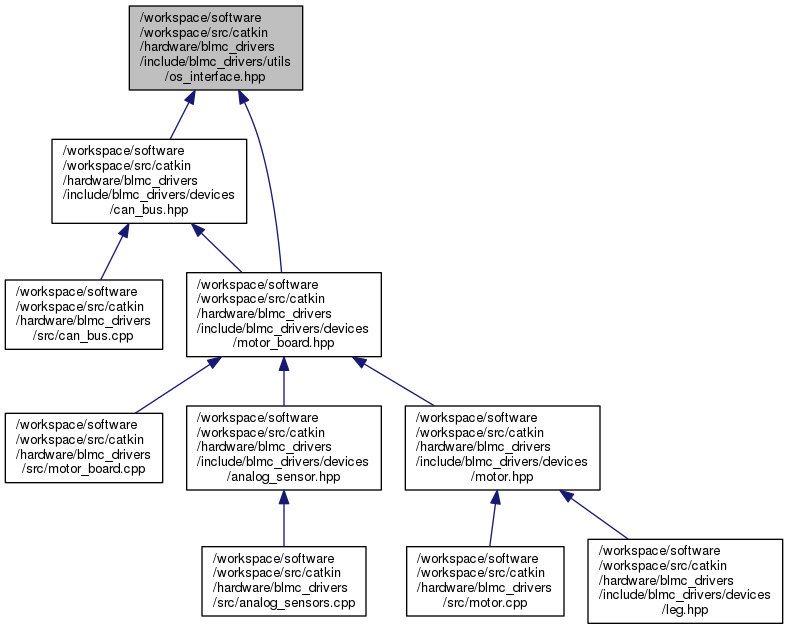 /workspace/software
/workspace/src/catkin
/hardware/blmc_drivers
/include/blmc_drivers/utils
/os_interface.hpp
/workspace/software
/workspace/src/catkin
/hardware/blmc_drivers
/include/blmc_drivers/devices
/can_bus.hpp
/workspace/software
/workspace/src/catkin
/hardware/blmc_drivers
/src/can_bus.cpp
/workspace/software
/workspace/src/catkin
/hardware/blmc_drivers
/include/blmc_drivers/devices
/motor_board.hpp
/workspace/software
/workspace/src/catkin
/hardware/blmc_drivers
/src/motor_board.cpp
/workspace/software
/workspace/src/catkin
/hardware/blmc_drivers
/include/blmc_drivers/devices
/analog_sensor.hpp
/workspace/software
/workspace/src/catkin
/hardware/blmc_drivers
/include/blmc_drivers/devices
/motor.hpp
/workspace/software
/workspace/src/catkin
/hardware/blmc_drivers
/src/analog_sensors.cpp
/workspace/software
/workspace/src/catkin
/hardware/blmc_drivers
/src/motor.cpp
/workspace/software
/workspace/src/catkin
/hardware/blmc_drivers
/include/blmc_drivers/devices
/leg.hpp